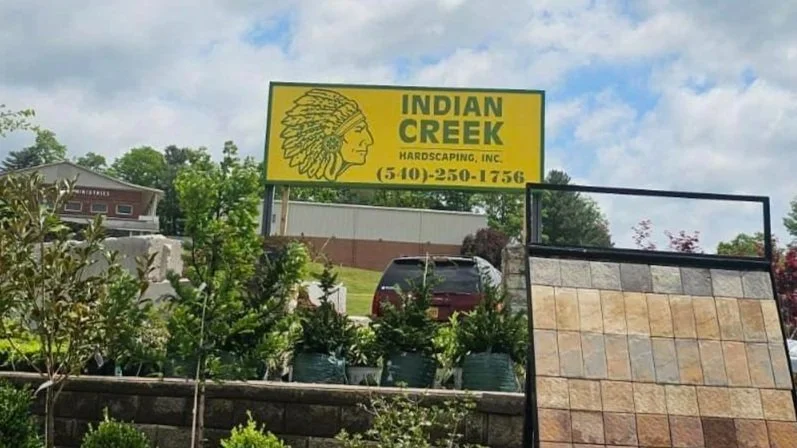 INDIAN
CREEK
HARDSCAPING, INC.
(540)-250-1756
MINISTRIES